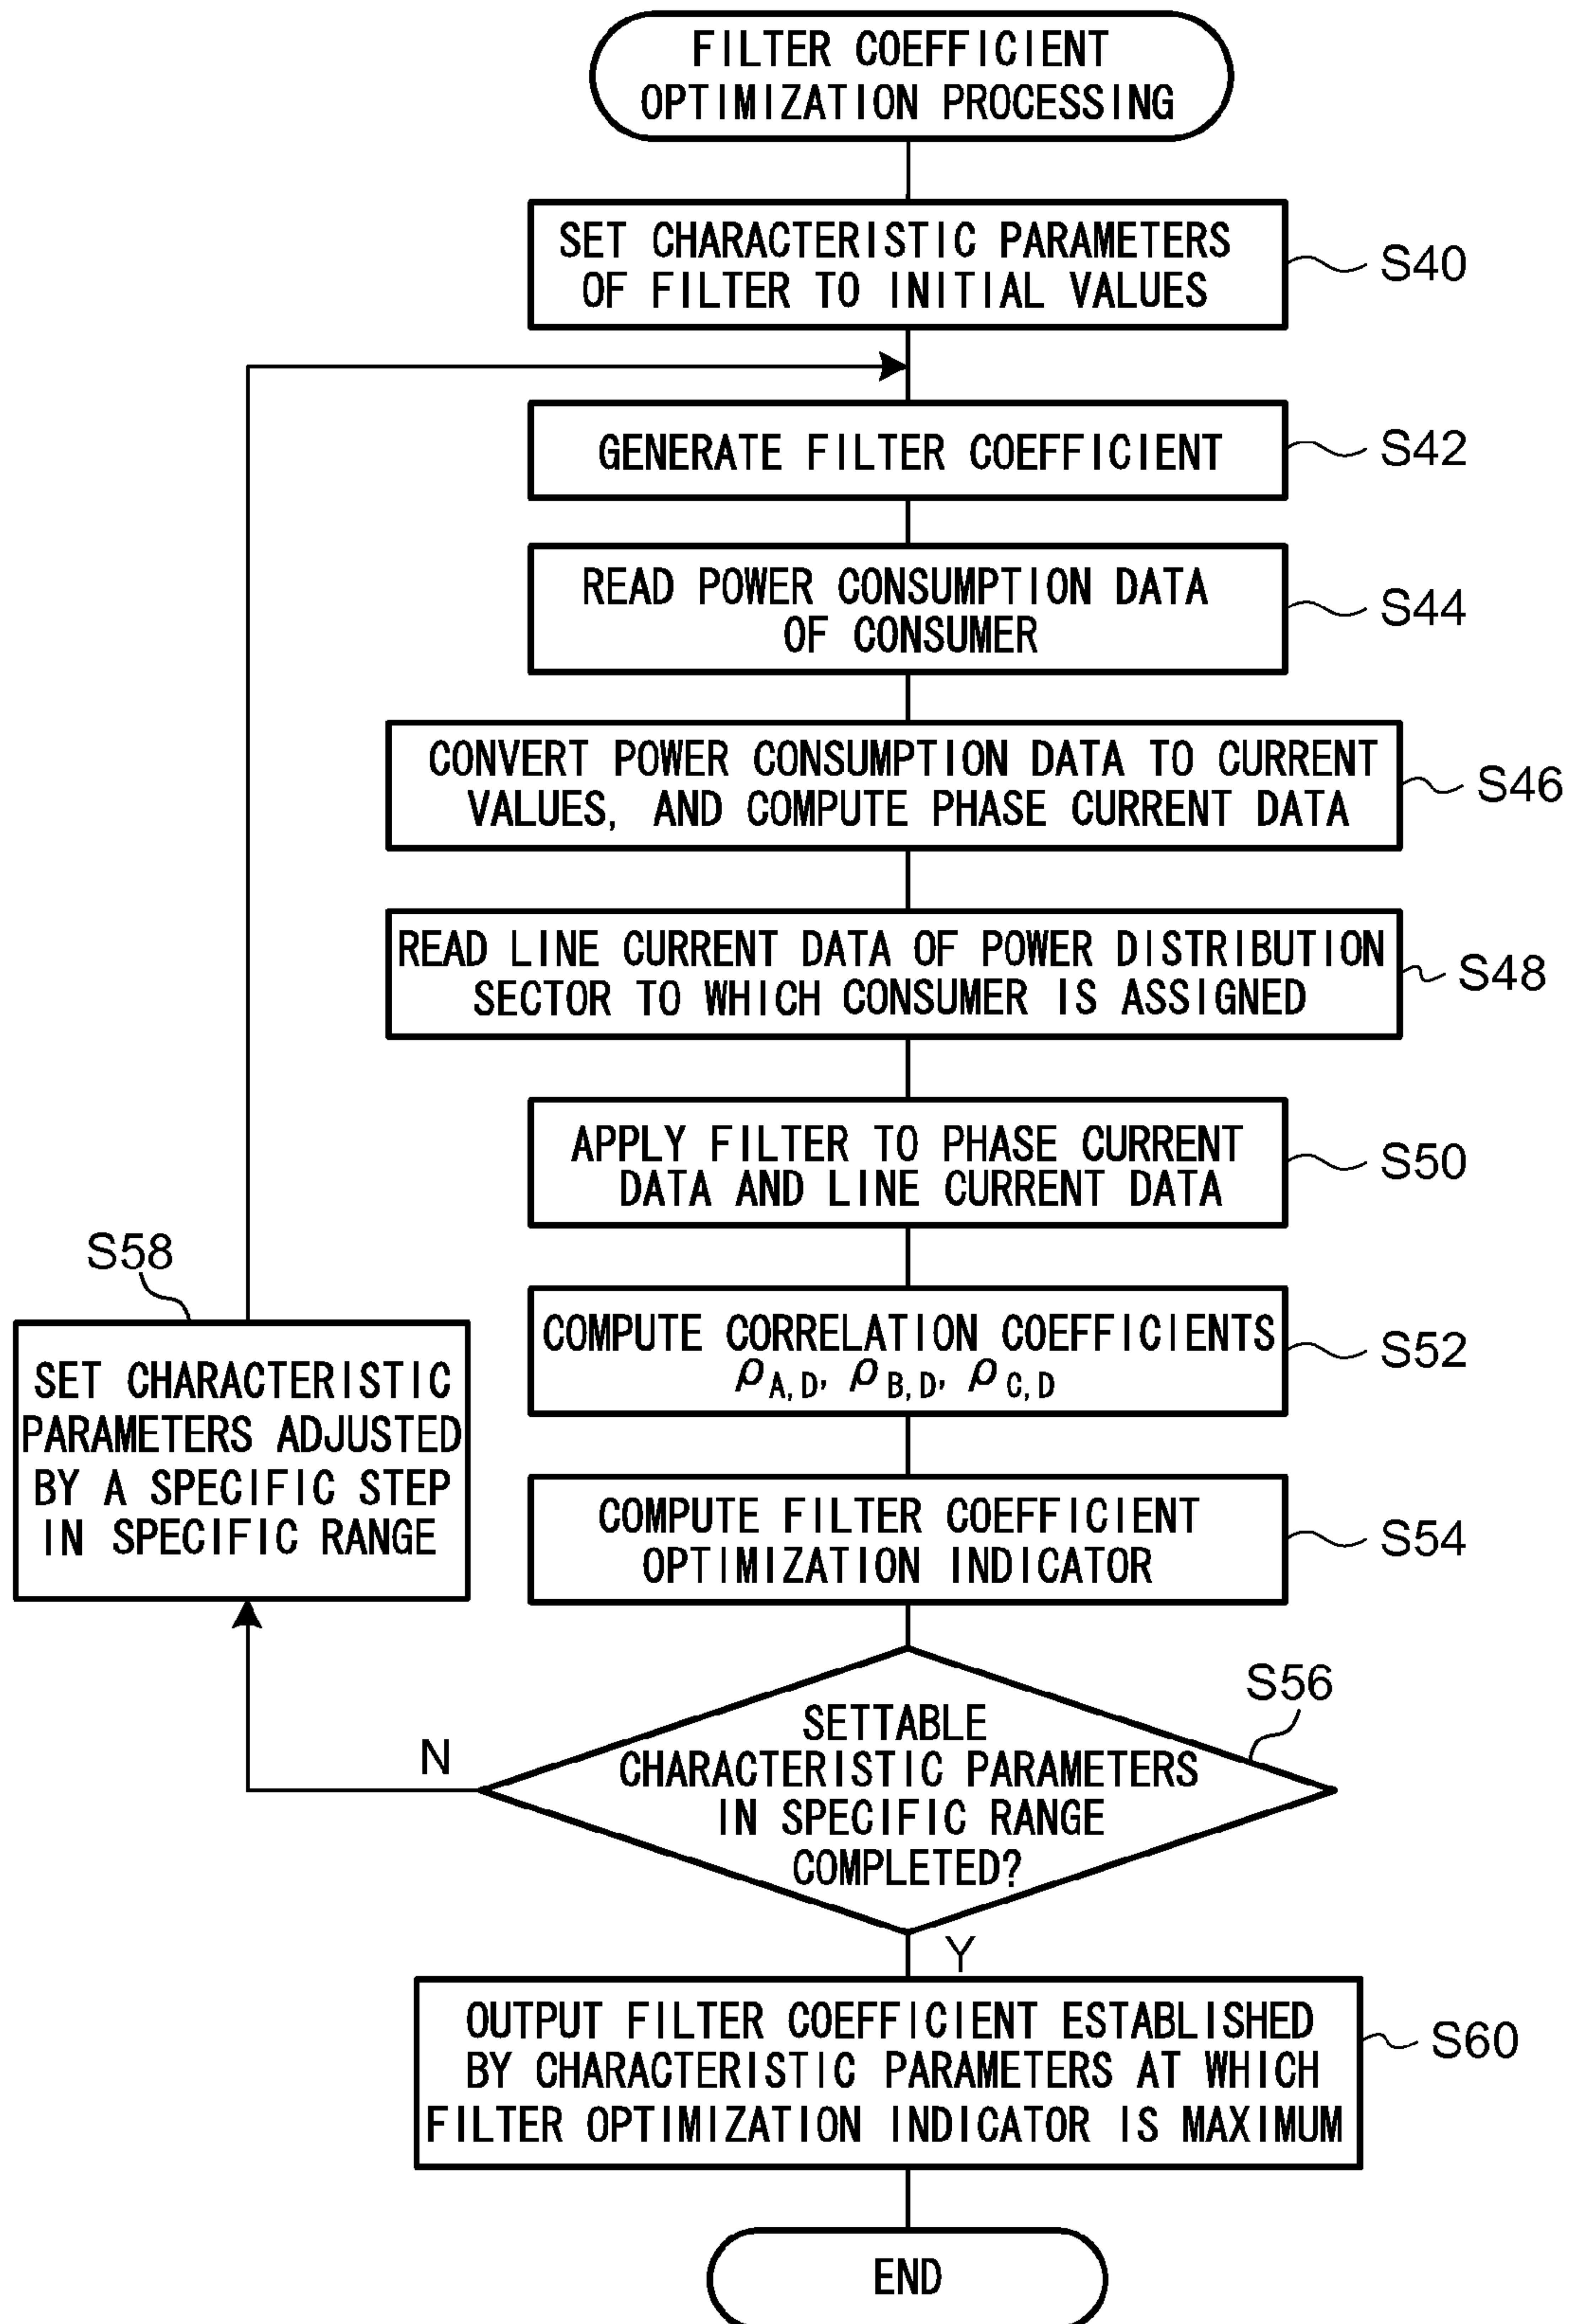 FILTER COEFFICIENT
OPTIMIZATION PROCESSING
SET CHARACTERISTIC PARAMETERS
OF FILTER TO INITIAL VALUES
S40
GENERATE FILTER COEFFICIENT
S42
READ POWER CONSUMPTION DATA
OF CONSUMER
S44
CONVERT POWER CONSUMPTION DATA TO CURRENT
VALUES, AND COMPUTE PHASE CURRENT DATA
S46
READ LINE CURRENT DATA OF POWER DISTRIBUTION
SECTOR TO WHICH CONSUMER IS ASSIGNED
S48
APPLY FILTER TO PHASE CURRENT
DATA AND LINE CURRENT DATA
S50
COMPUTE CORRELATION COEFFICIENTS
ρA,D, ρB,D, ρC,D
S52
COMPUTE FILTER COEFFICIENT
OPTIMIZATION INDICATOR
S54
SETTABLE
CHARACTERISTIC PARAMETERS
IN SPECIFIC RANGE
COMPLETED?
S56
N
S58
SET CHARACTERISTIC
PARAMETERS ADJUSTED
BY A SPECIFIC STEP
IN SPECIFIC RANGE
Y
OUTPUT FILTER COEFFICIENT ESTABLISHED
BY CHARACTERISTIC PARAMETERS AT WHICH
FILTER OPTIMIZATION INDICATOR IS MAXIMUM
S60
END